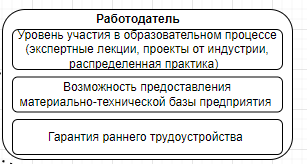 Работодатель
Уровень участия в образовательном процессе
(экспертные лекции, проекты от индустрии,
распределенная практика)
Возможность предоставления
материально-технической базы предприятия
Гарантия раннего трудоустройства